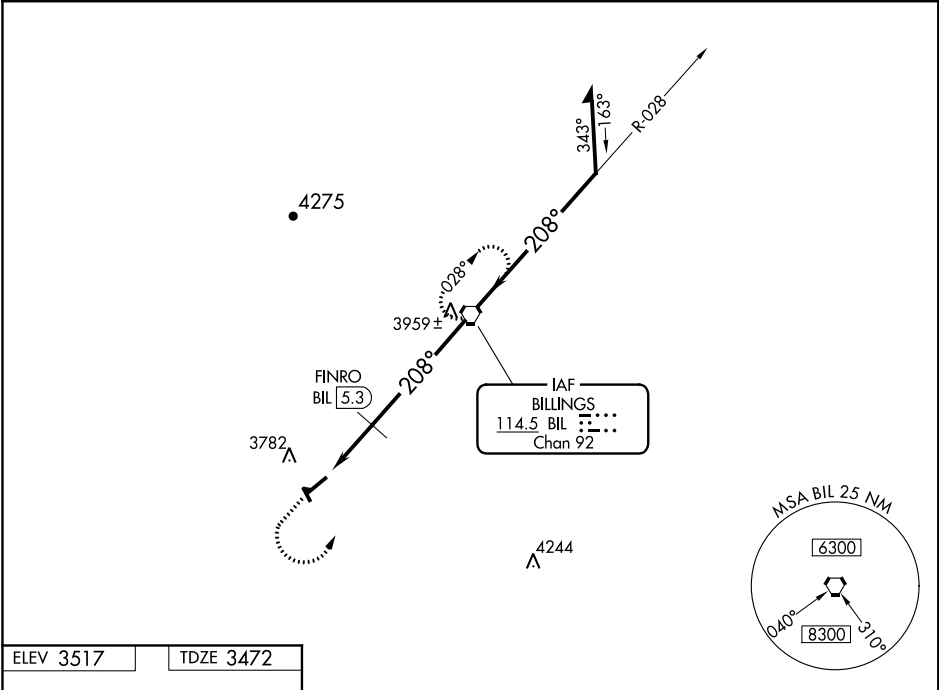 343°
163°
R-028
4275
208°
028°
3959 ±
FINRO
BIL 5.3
208°
IAF
BILLINGS
114.5 BIL
Chan 92
3782
4244
MSA BIL 25 NM
6300
040°
8300
310°
ELEV 3517
TDZE 3472